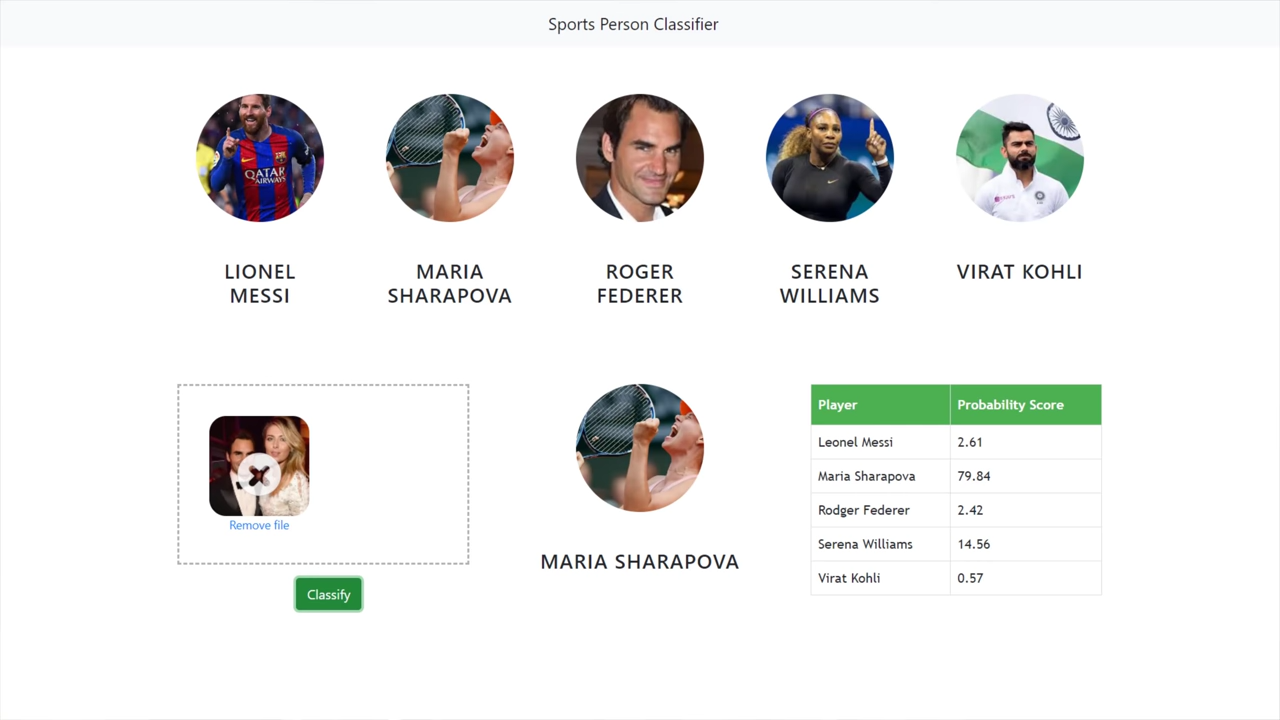 Sports Person Classifier
QATAR
AIRWAYS
LIONEL
MESSI
MARIA
SHARAPOVA
ROGER
FEDERER
SERENA
WILLIAMS
VIRAT KOHLI
Remove file
Classify
MARIA SHARAPOVA
Player Probability Score
Leonel Messi 2.61
Maria Sharapova 79.84
Rodger Federer 2.42
Serena Williams 14.56
Virat Kohli 0.57